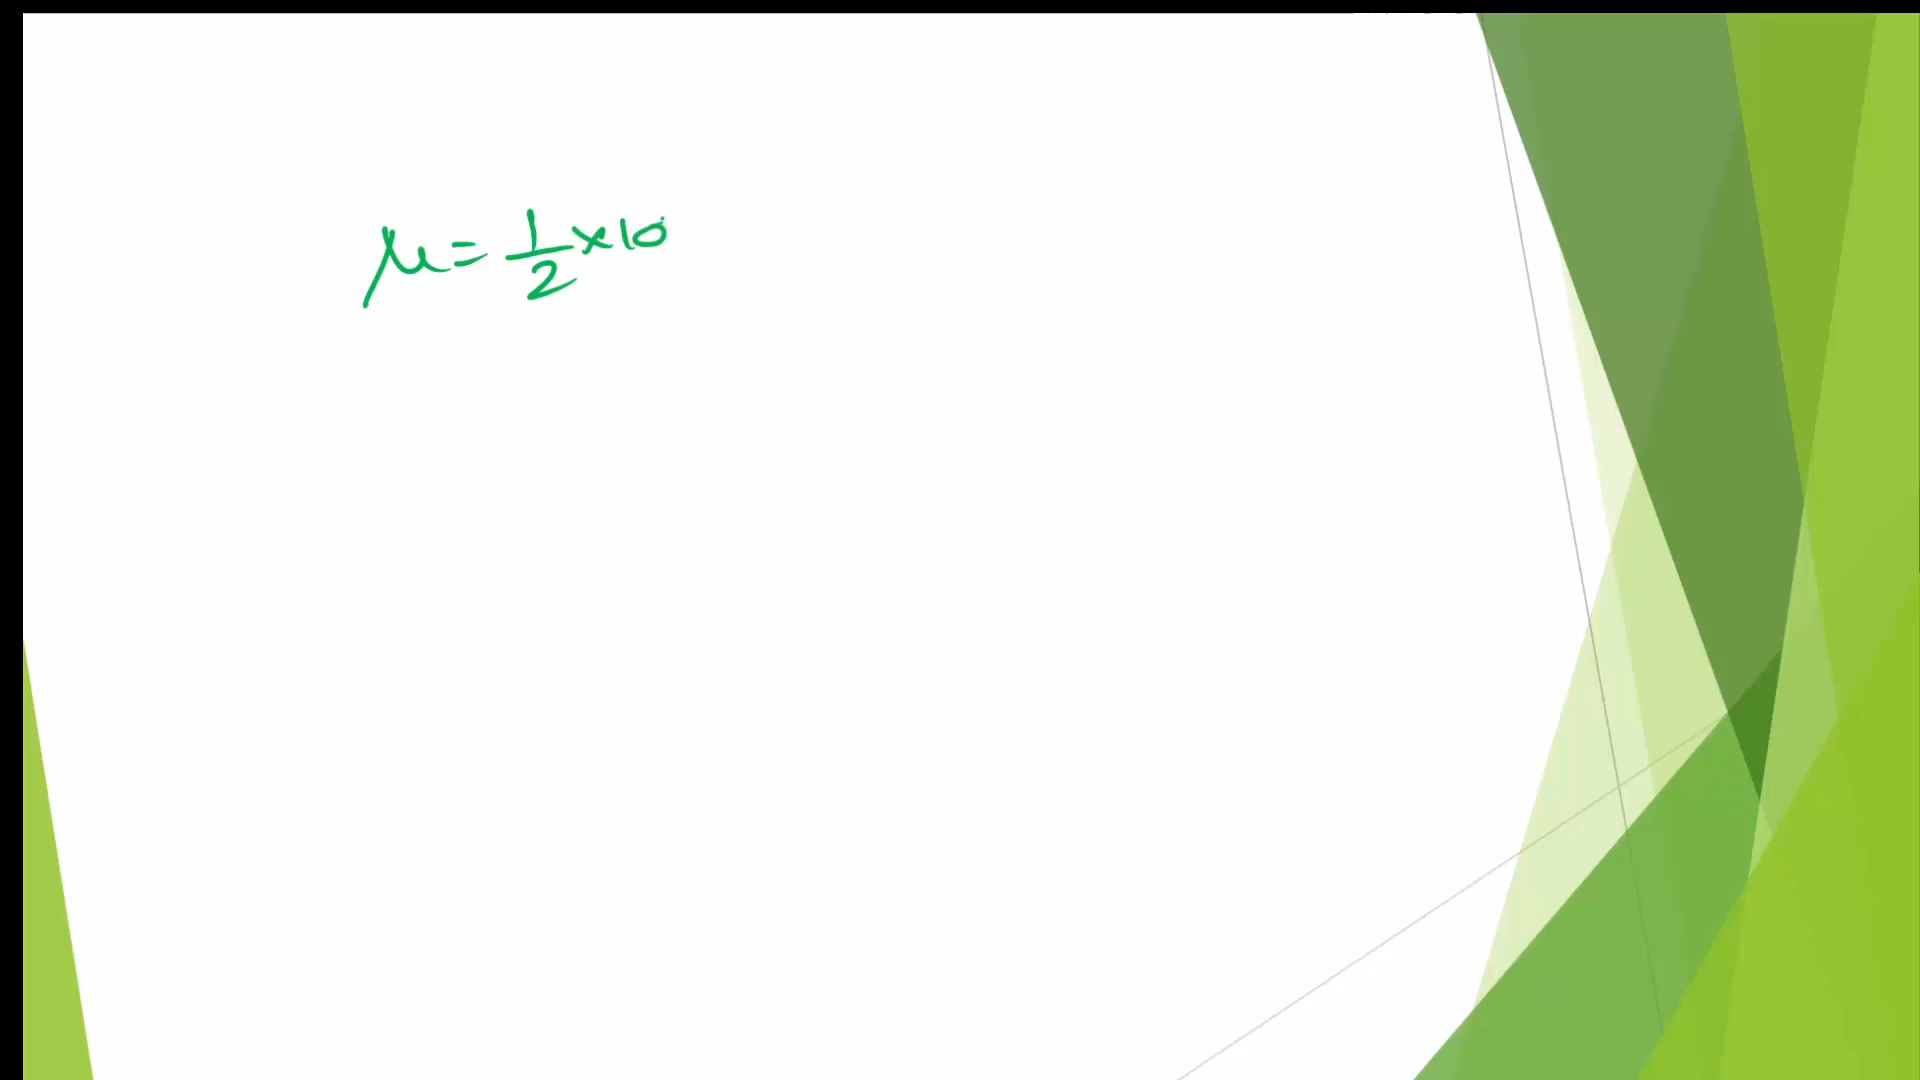 μ = 1/2 × 10